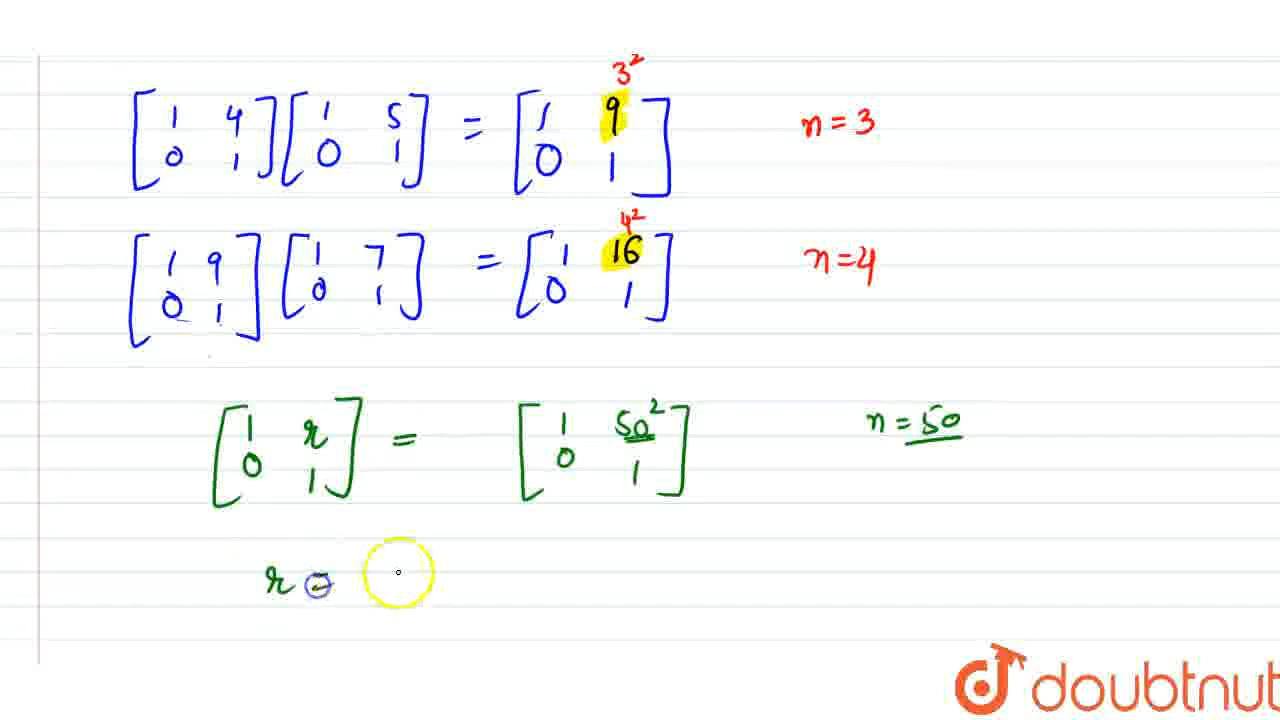 3²
[1 4 [1 5 = [1 9 n = 3
0 1] 0 1] 0 1]
4²
[1 9 [1 7 = [1 16 n = 4
0 1] 0 1] 0 1]
[1 r = [1 50² n = 50
0 1] 0 1]
r =
doubtnut